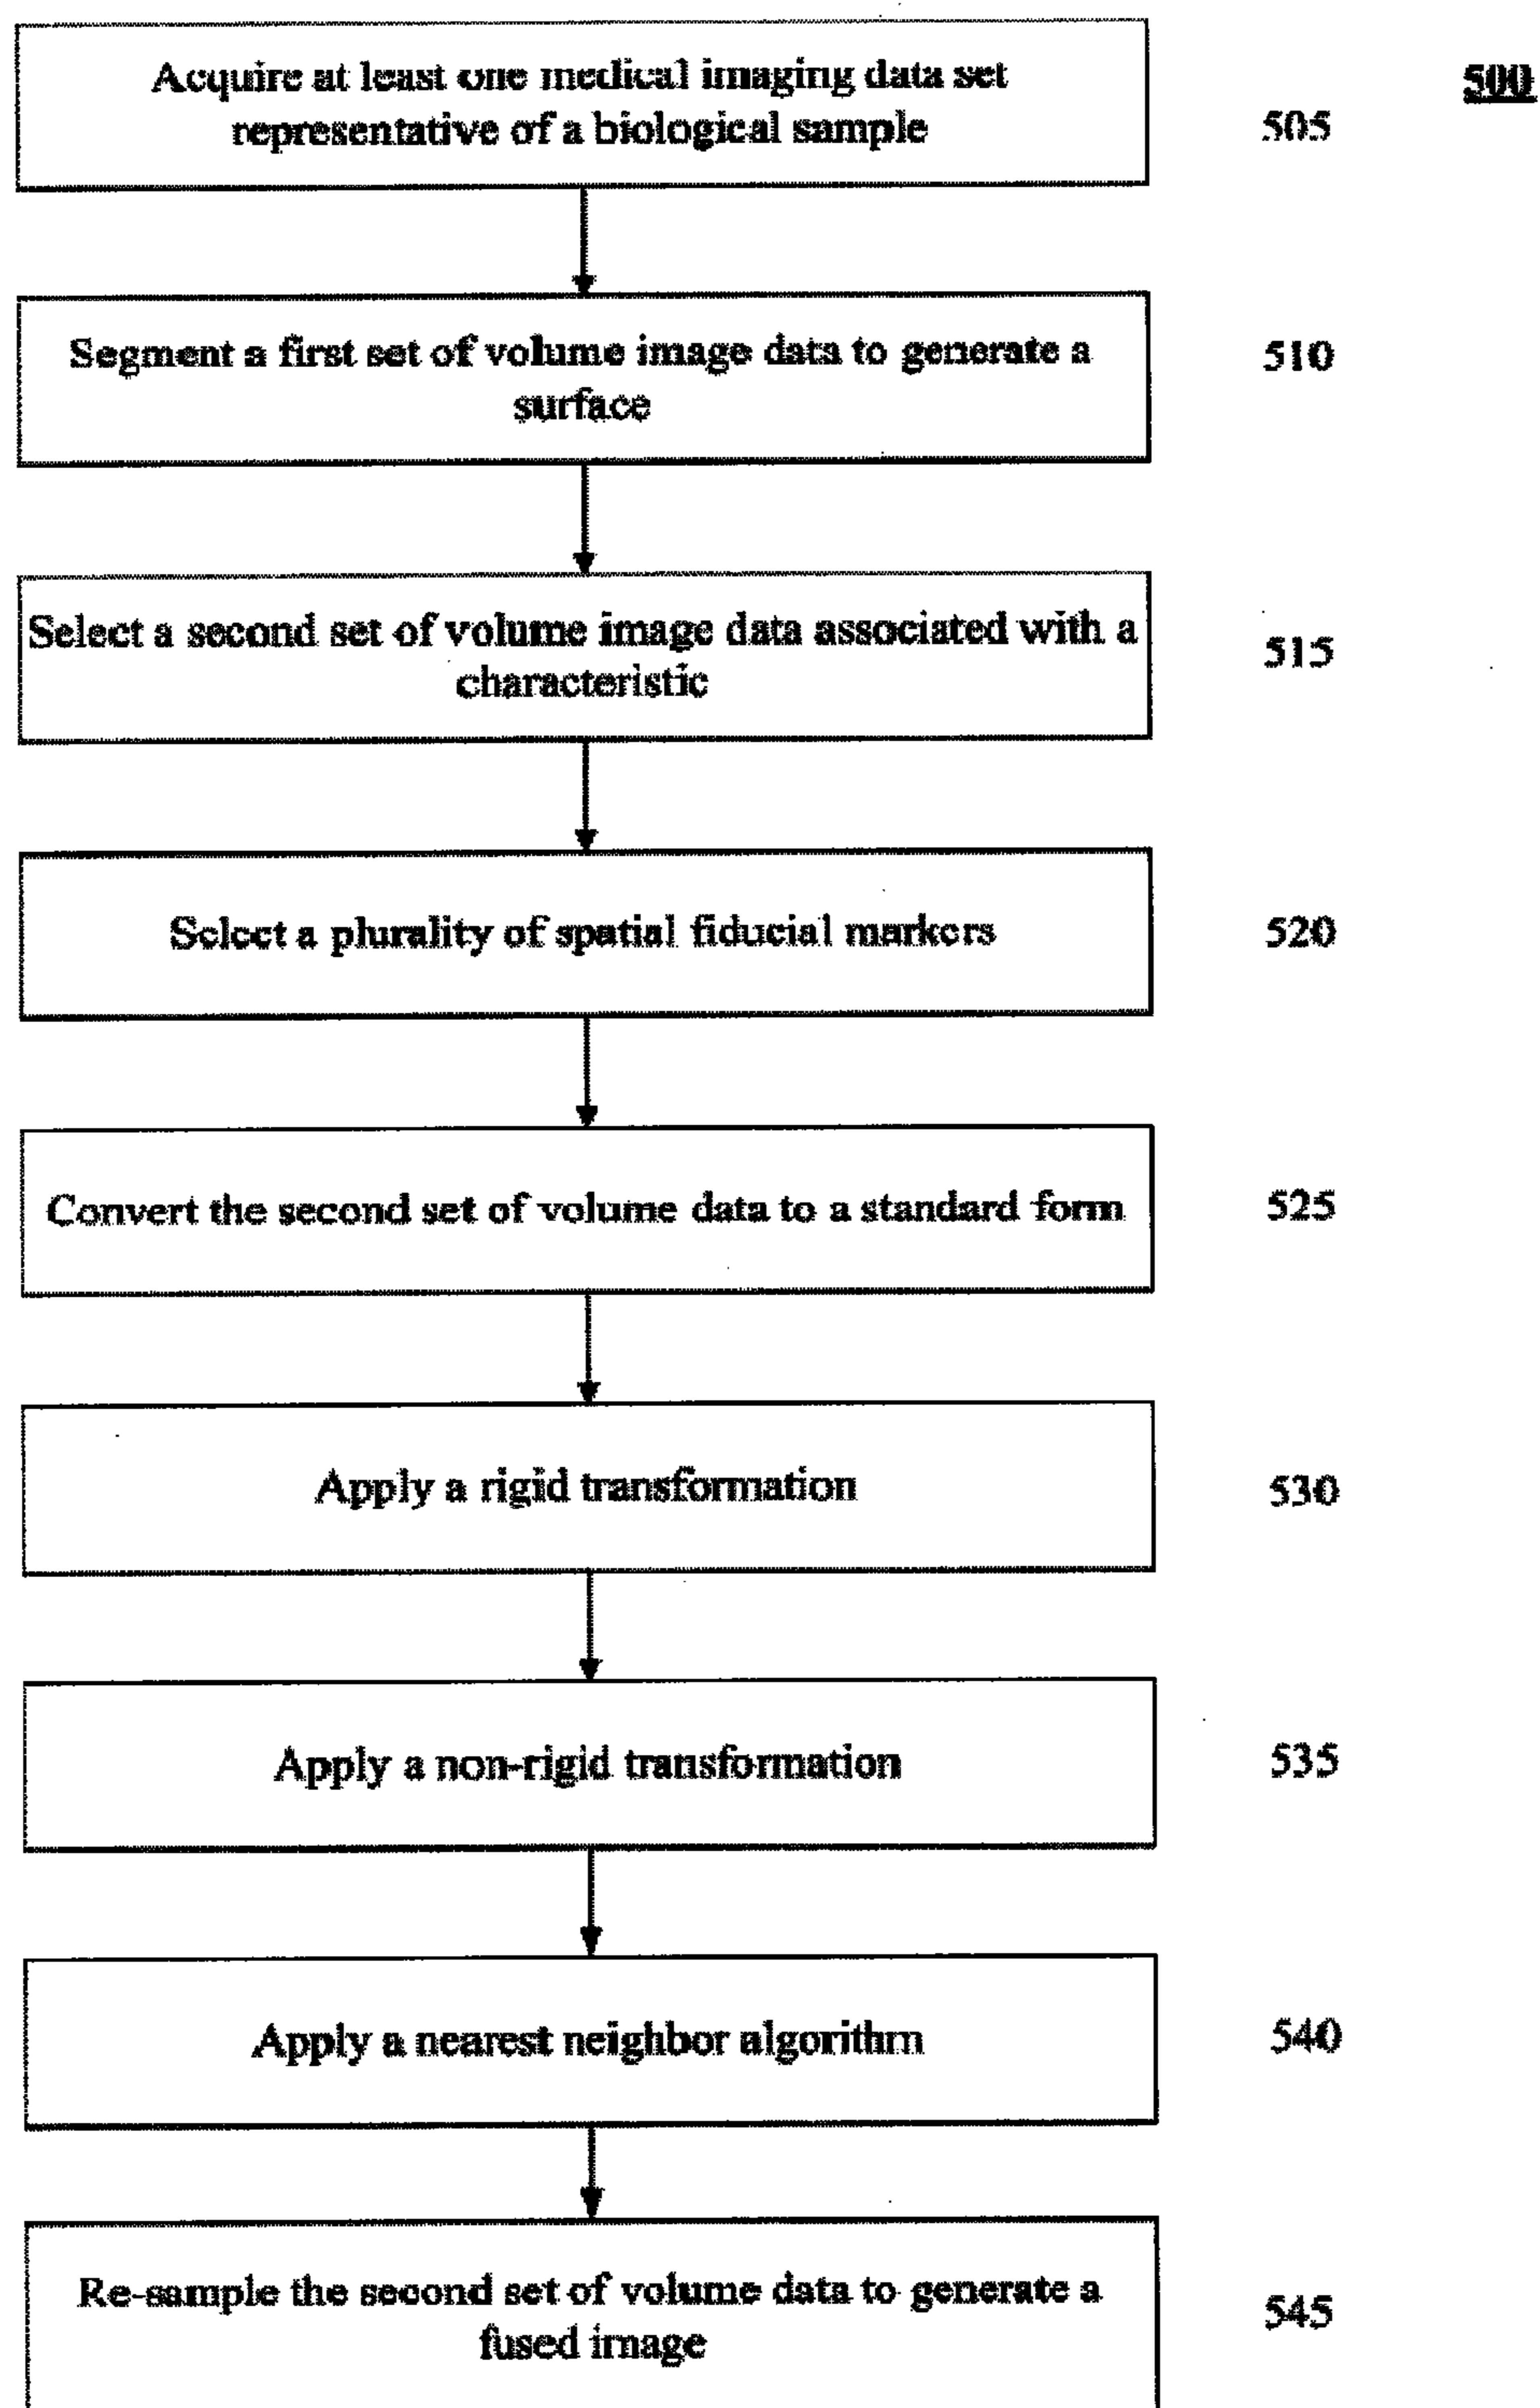 500
Acquire at least one medical imaging data set
representative of a biological sample
505
Segment a first set of volume image data to generate a
surface
510
Select a second set of volume image data associated with a
characteristic
515
Select a plurality of spatial fiducial markers
520
Convert the second set of volume data to a standard form
525
Apply a rigid transformation
530
Apply a non-rigid transformation
535
Apply a nearest neighbor algorithm
540
Re-sample the second set of volume data to generate a
fused image
545